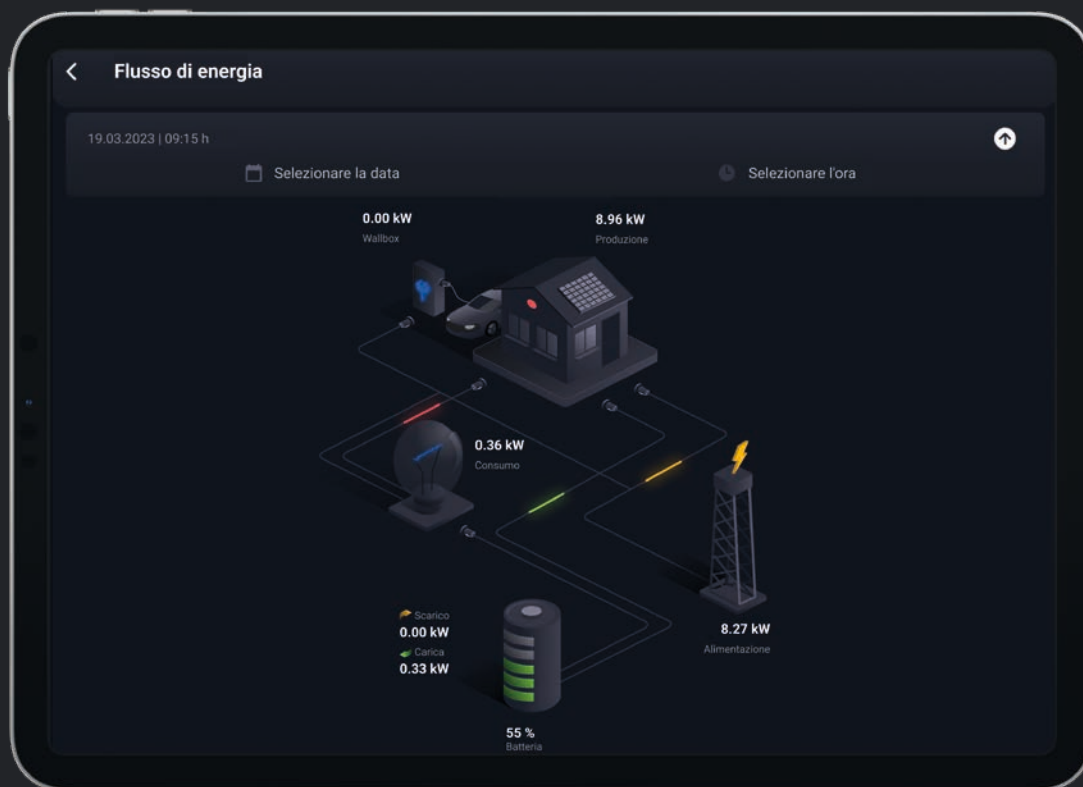 Flusso di energia
19.03.2023 | 09:15 h
Selezionare la data
Selezionare l'ora
0.00 kW
Wallbox
8.96 kW
Produzione
0.36 kW
Consumo
Scarico
0.00 kW
Carica
0.33 kW
8.27 kW
Alimentazione
55 %
Batteria